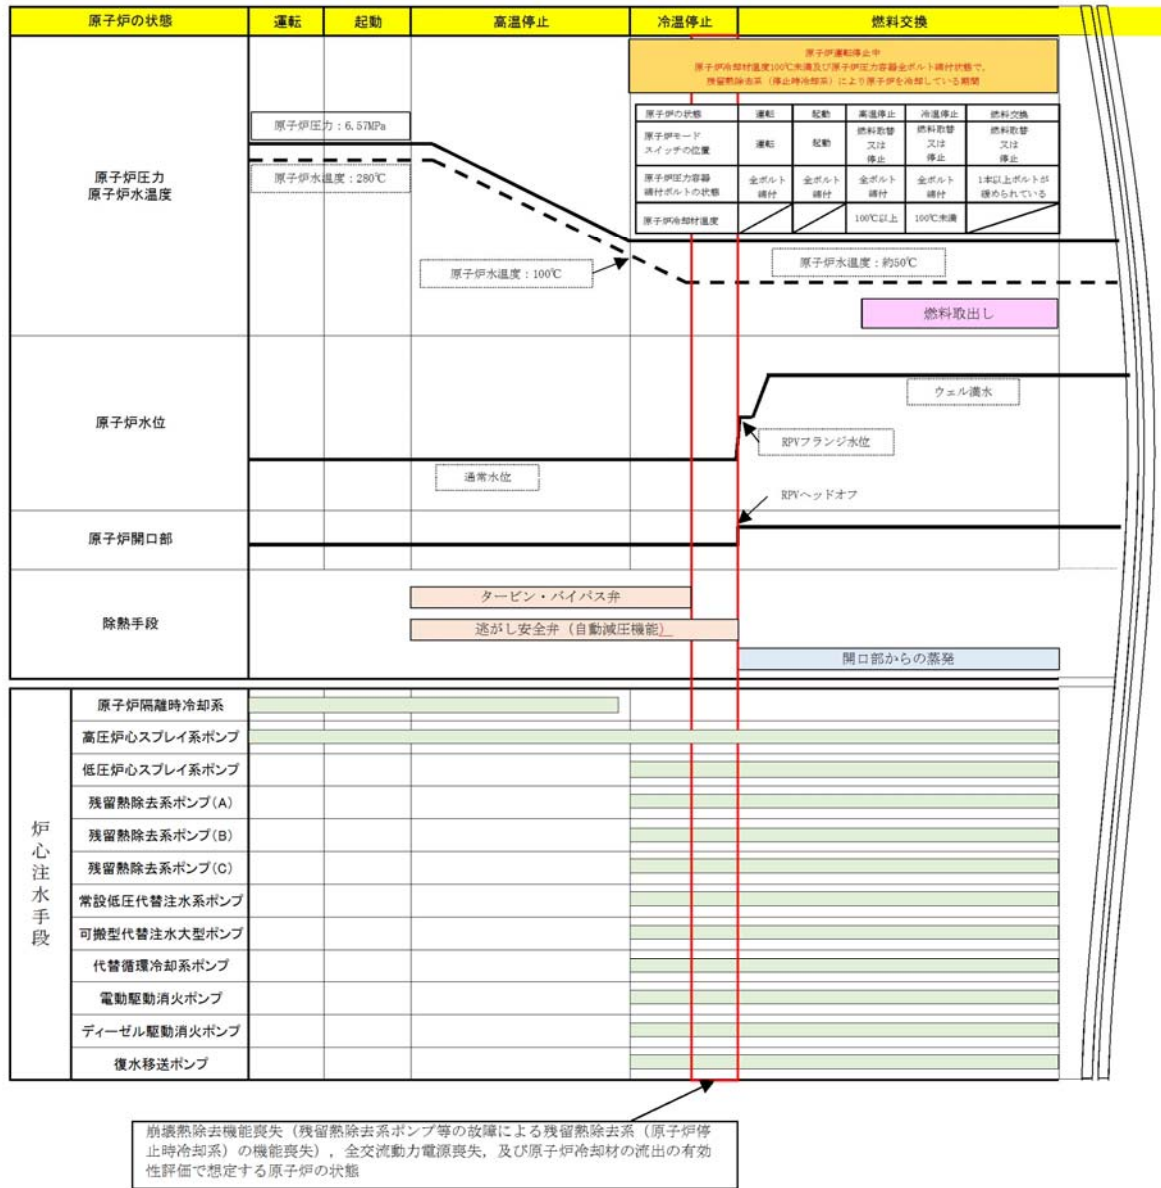 原子炉の状態 運転 起動 高温停止 冷温停止 燃料交換
原子炉運転停止中
原子炉冷却材温度100℃未満及び原子炉圧力容器全ボルト締付状態で、
残留熱除去系（停止時冷却系）により原子炉を冷却している期間
原子炉の状態 運転 起動 高温停止 冷温停止 燃料交換
原子炉モード
スイッチの位置
運転
起動
燃料取替
又は
停止
燃料取替
又は
停止
燃料取替
又は
停止
原子炉圧力容器
締付ボルトの状態
全ボルト
締付
全ボルト
締付
全ボルト
締付
全ボルト
締付
1本以上ボルトが
緩められている
原子炉冷却材温度 100℃以上 100℃未満
原子炉圧力
原子炉水温度
原子炉圧力：6.57MPa
原子炉水温度：280℃
原子炉水温度：100℃
原子炉水温度：約50℃
燃料取出し
原子炉水位
ウェル満水
RPVフランジ水位
通常水位
RPVヘッドオフ
原子炉開口部
除熱手段
タービン・バイパス弁
逃がし安全弁（自動減圧機能）
開口部からの蒸発
炉心注水手段
原子炉隔離時冷却系
高圧炉心スプレイ系ポンプ
低圧炉心スプレイ系ポンプ
残留熱除去系ポンプ(A)
残留熱除去系ポンプ(B)
残留熱除去系ポンプ(C)
常設低圧代替注水系ポンプ
可搬型代替注水大型ポンプ
代替循環冷却系ポンプ
電動駆動消火ポンプ
ディーゼル駆動消火ポンプ
復水移送ポンプ
崩壊熱除去機能喪失（残留熱除去系ポンプ等の故障による残留熱除去系（原子炉停
止時冷却系）の機能喪失），全交流動力電源喪失，及び原子炉冷却材の流出の有効
性評価で想定する原子炉の状態